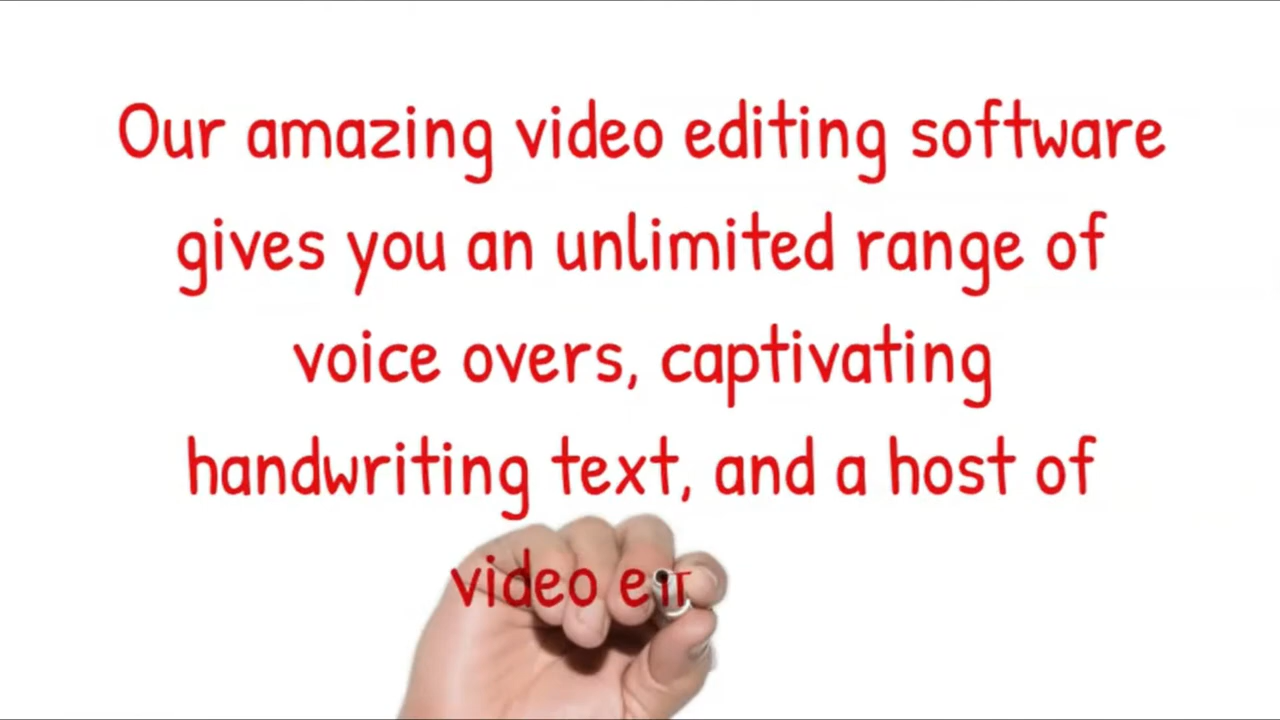 Our amazing video editing software
gives you an unlimited range of
voice overs, captivating
handwriting text, and a host of
video